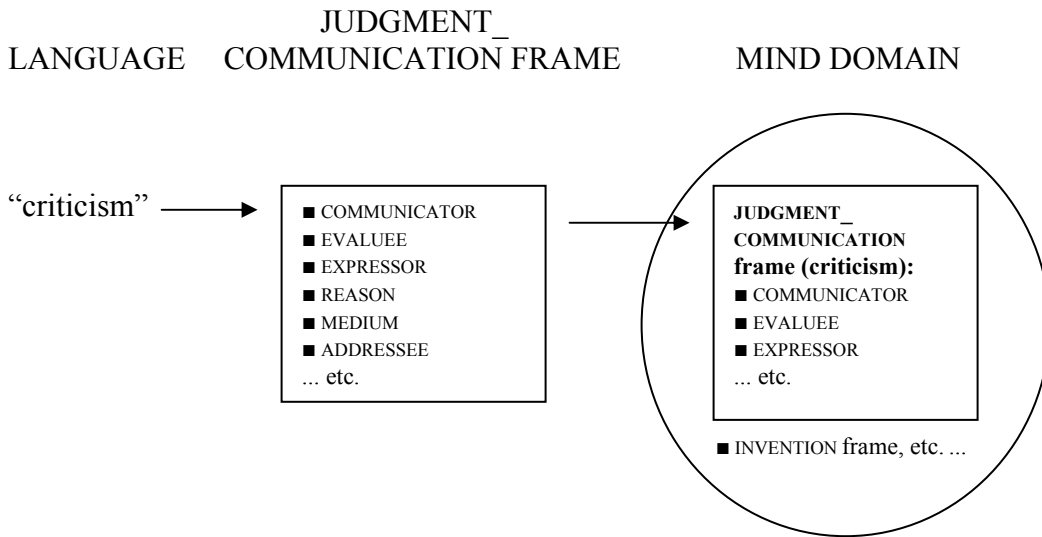 LANGUAGE
JUDGMENT_
COMMUNICATION FRAME
MIND DOMAIN
“criticism”
■ COMMUNICATOR
■ EVALUEE
■ EXPRESSOR
■ REASON
■ MEDIUM
■ ADDRESSEE
... etc.
JUDGMENT_
COMMUNICATION
frame (criticism):
■ COMMUNICATOR
■ EVALUEE
■ EXPRESSOR
... etc.
■ INVENTION frame, etc. ...